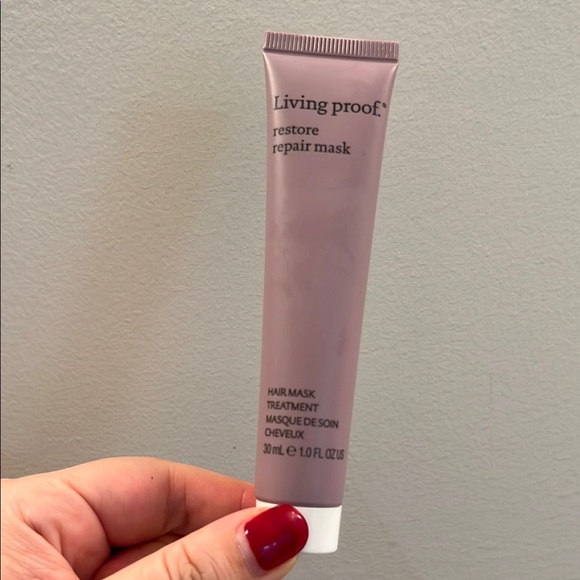 Living proof.®
restore
repair mask
HAIR MASK
TREATMENT
MASQUE DE SOIN
CHEVEUX
30 mL ℮ 1.0 FL OZ US